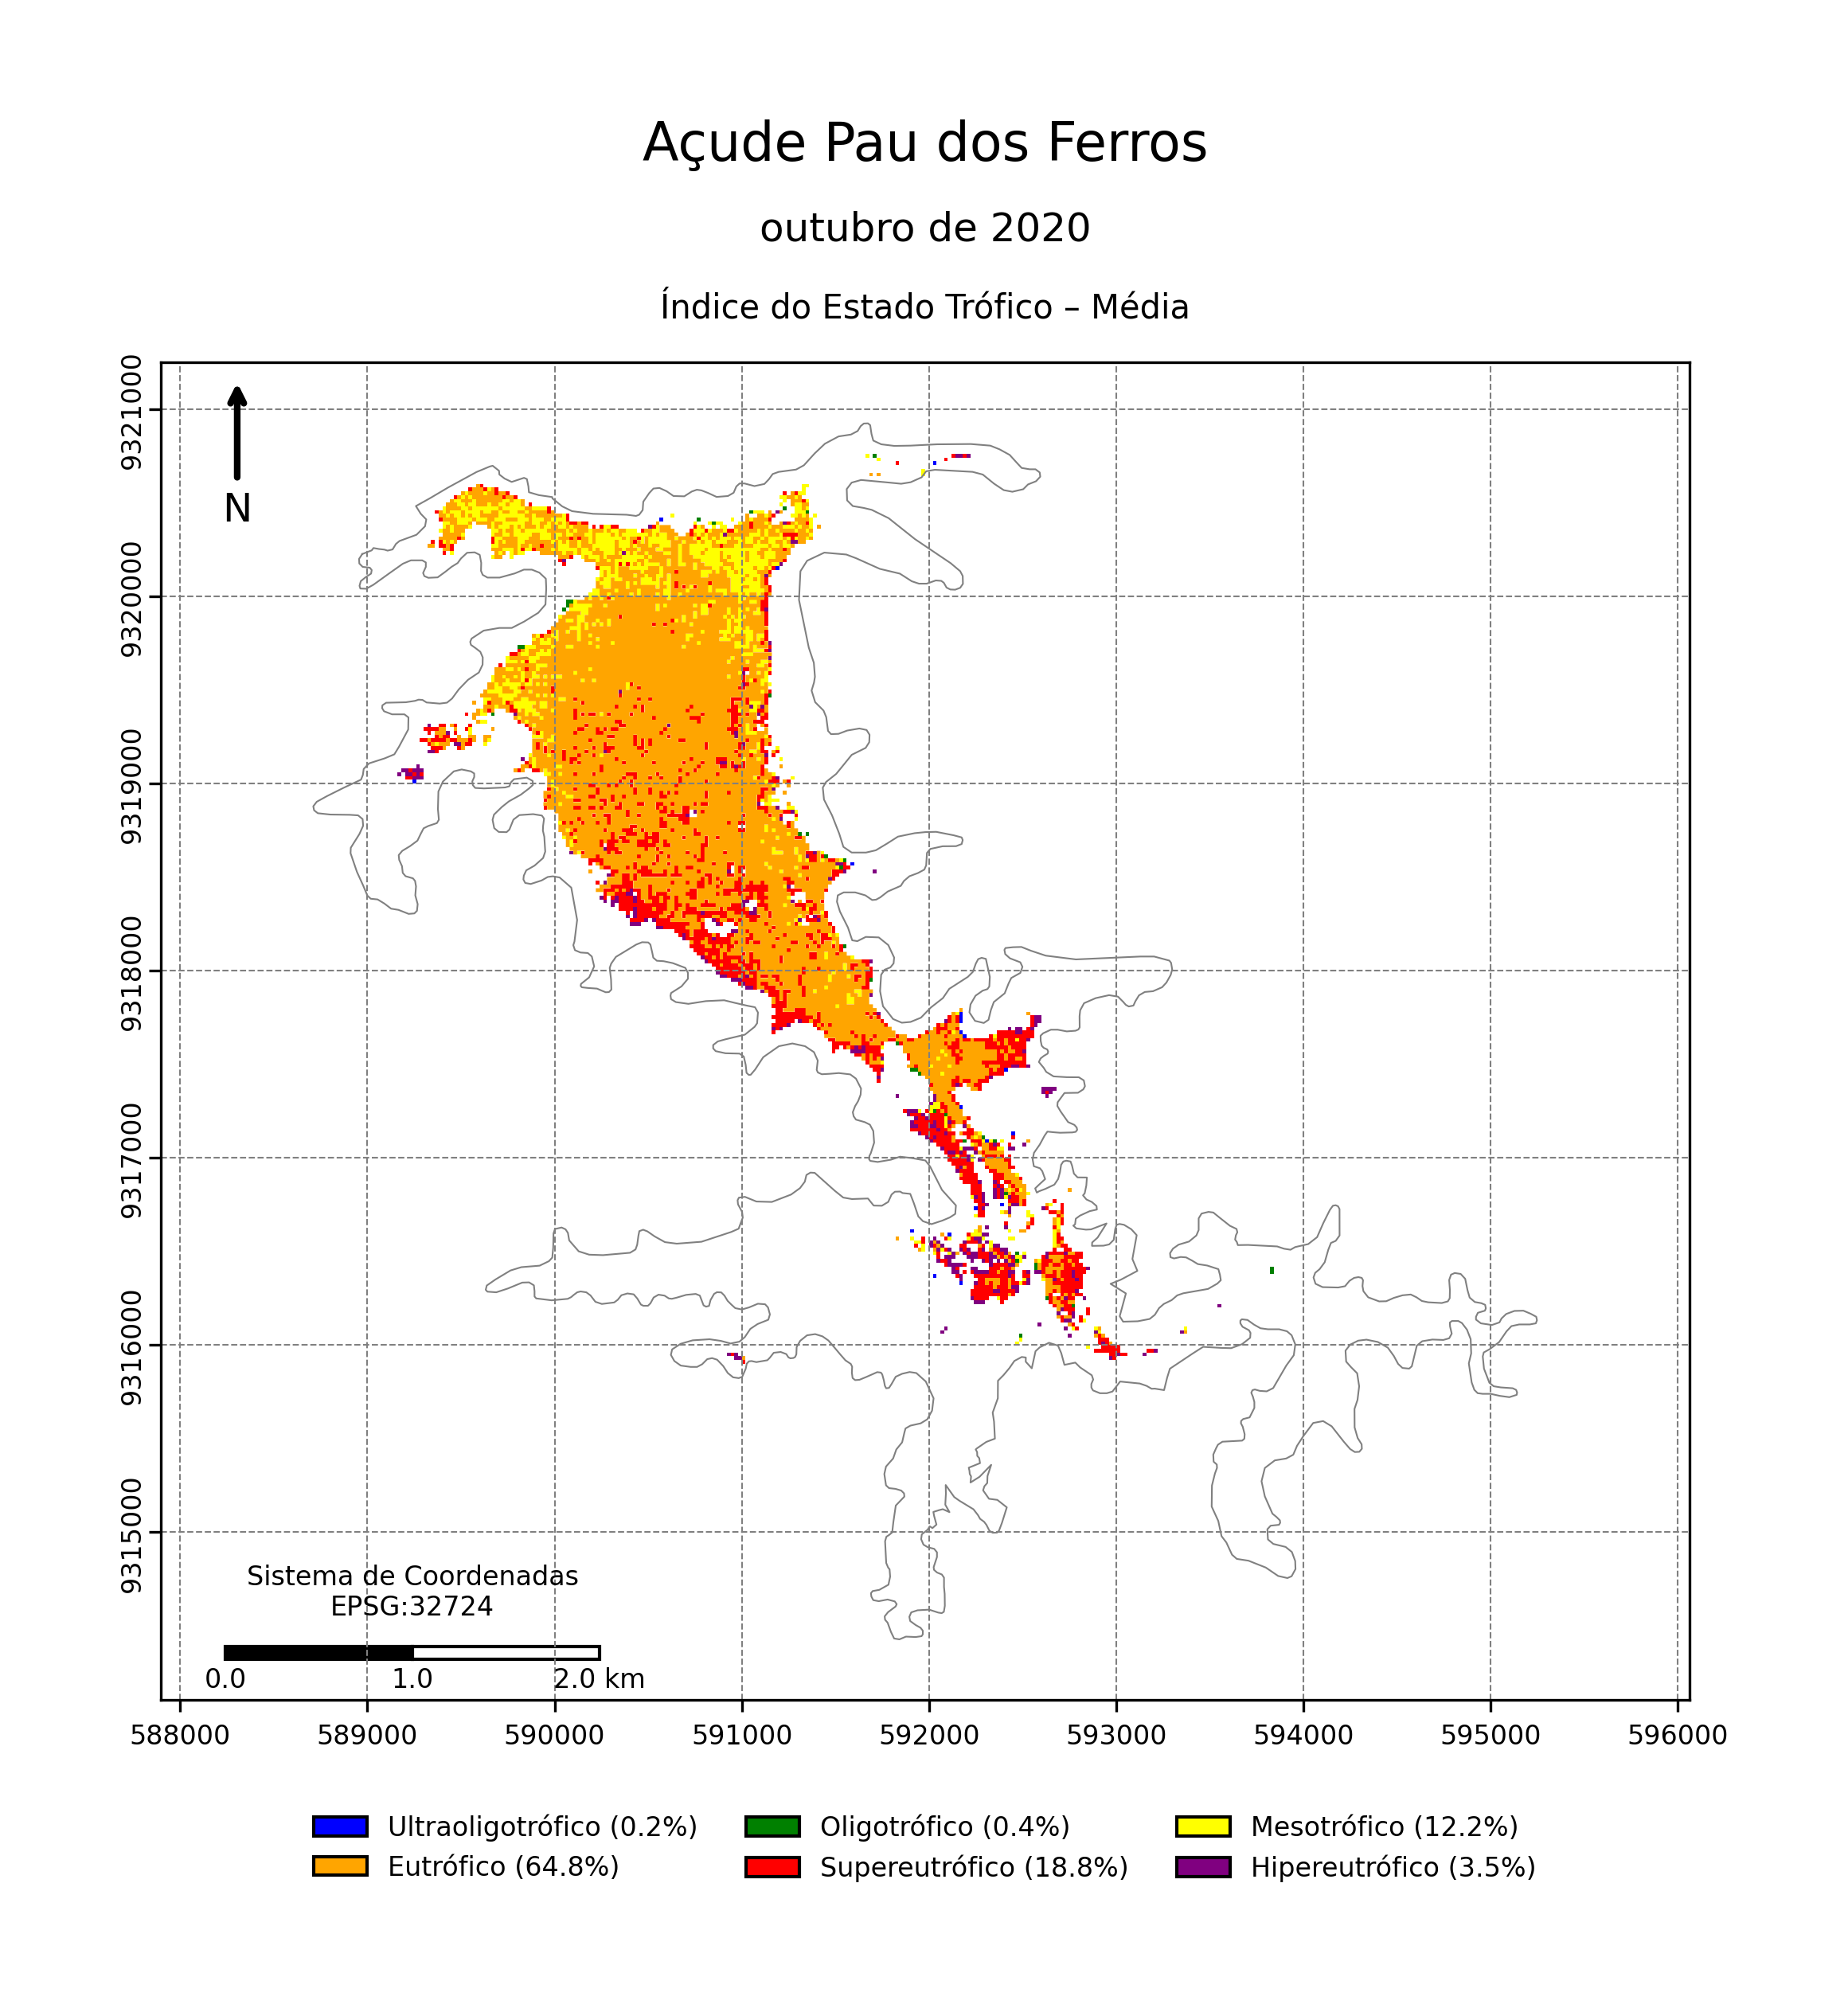 Açude Pau dos Ferros
outubro de 2020
Índice do Estado Trófico – Média
9321000
9320000
9319000
9318000
9317000
9316000
9315000
N
Sistema de Coordenadas
EPSG:32724
0.0 1.0 2.0 km
588000 589000 590000 591000 592000 593000 594000 595000 596000
Ultraoligotrófico (0.2%) Oligotrófico (0.4%) Mesotrófico (12.2%)
Eutrófico (64.8%) Supereutrófico (18.8%) Hipereutrófico (3.5%)